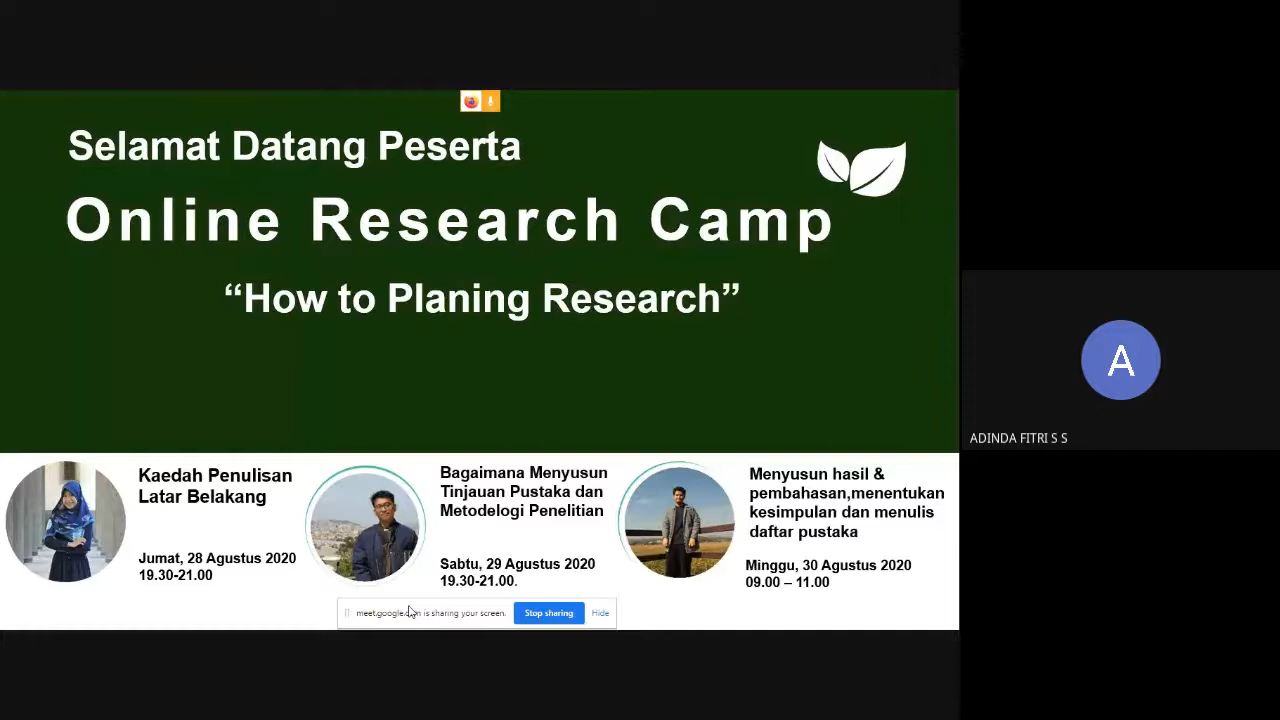 Selamat Datang Peserta
Online Research Camp
“How to Planing Research”
Kaedah Penulisan
Latar Belakang
Jumat, 28 Agustus 2020
19.30-21.00
Bagaimana Menyusun
Tinjauan Pustaka dan
Metodelogi Penelitian
Sabtu, 29 Agustus 2020
19.30-21.00.
Menyusun hasil &
pembahasan,menentukan
kesimpulan dan menulis
daftar pustaka
Minggu, 30 Agustus 2020
09.00 – 11.00
meet.google.com is sharing your screen. Stop sharing Hide
A
ADINDA FITRI S S